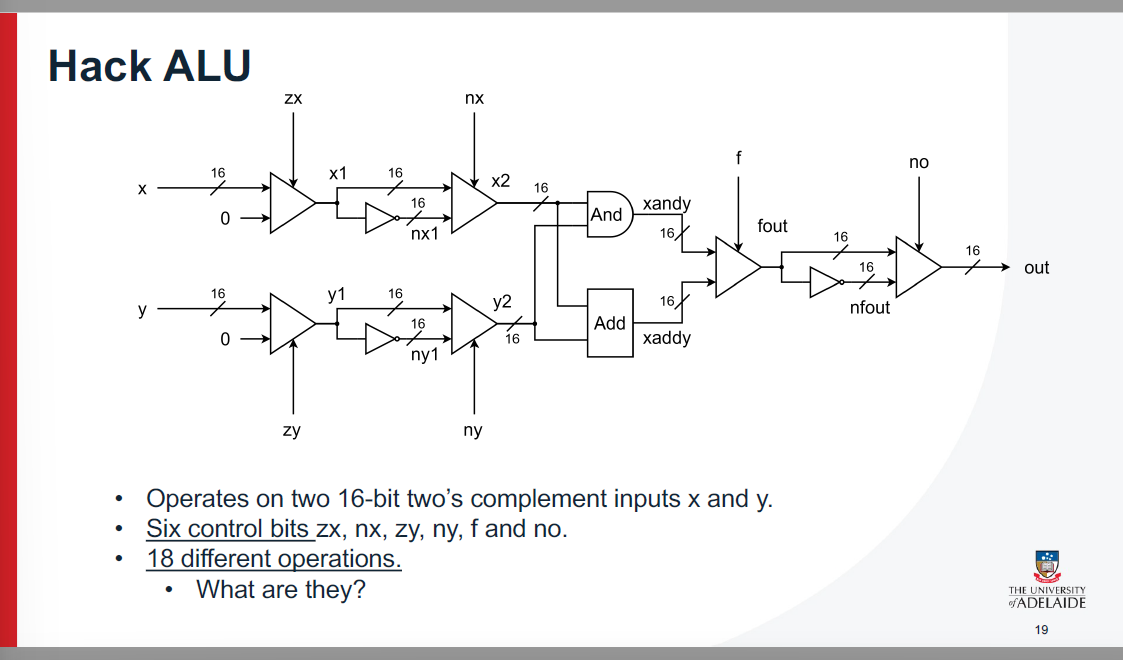 Hack ALU
zx
nx
f
no
x
16
0
x1
16
16
nx1
x2
16
And
xandy
16
fout
16
16
nfout
16
out
y
16
0
y1
16
16
ny1
y2
16
Add
16
xaddy
zy
ny
• Operates on two 16-bit two’s complement inputs x and y.
• Six control bits zx, nx, zy, ny, f and no.
• 18 different operations.
• What are they?
THE UNIVERSITY
of ADELAIDE
19